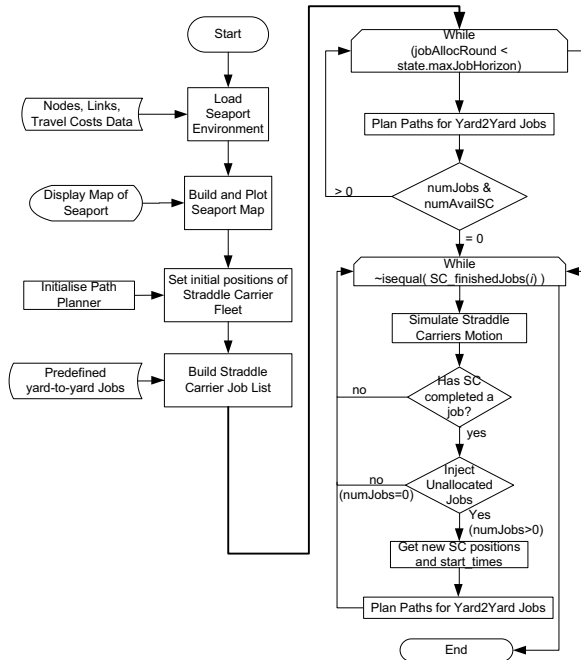 Start
Nodes, Links,
Travel Costs Data
Load
Seaport
Environment
Display Map of
Seaport
Build and Plot
Seaport Map
Initialise Path
Planner
Set initial positions of
Straddle Carrier
Fleet
Predefined
yard-to-yard Jobs
Build Straddle
Carrier Job List
While
(jobAllocRound <
state.maxJobHorizon)
Plan Paths for Yard2Yard Jobs
> 0
numJobs &
numAvailSC
= 0
While
~isequal( SC_finishedJobs(i) )
Simulate Straddle
Carriers Motion
no
Has SC
completed a
job?
yes
no
(numJobs=0)
Inject
Unallocated
Jobs
Yes
(numJobs>0)
Get new SC positions
and start_times
Plan Paths for Yard2Yard Jobs
End